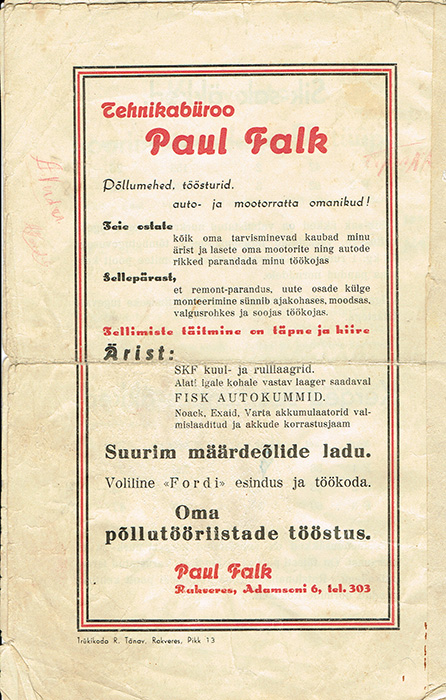 Tehnikabüroo
Paul Falk
Põllumehed, töösturid,
auto- ja mootorratta omanikud!
Teie ostate
kõik oma tarvisminevad kaubad minu
ärist ja lasete oma mootorite ning autode
rikked parandada minu töökojas
Sellepärast,
et remont-parandus, uute osade külge
monteerimine sünnib ajakohases, moodsas,
valgusrohkes ja soojas töökojas.
Tellimiste täitmine on täpne ja kiire
Ärist:
SKF kuul- ja rulllaagrid.
Alati igale kohale vastav laager saadaval
FISK AUTOKUMMID.
Noack, Exaid, Varta akkumulaatorid val-
mislaaditud ja akkude korrastusjaam
Suurim määrdeõlide ladu.
Voliline «Fordi» esindus ja töökoda.
Oma
põllutööriistade tööstus.
Paul Falk
Rakveres, Adamsoni 6, tel. 303
Trükikoda R. Tänav, Rakveres, Pikk 13